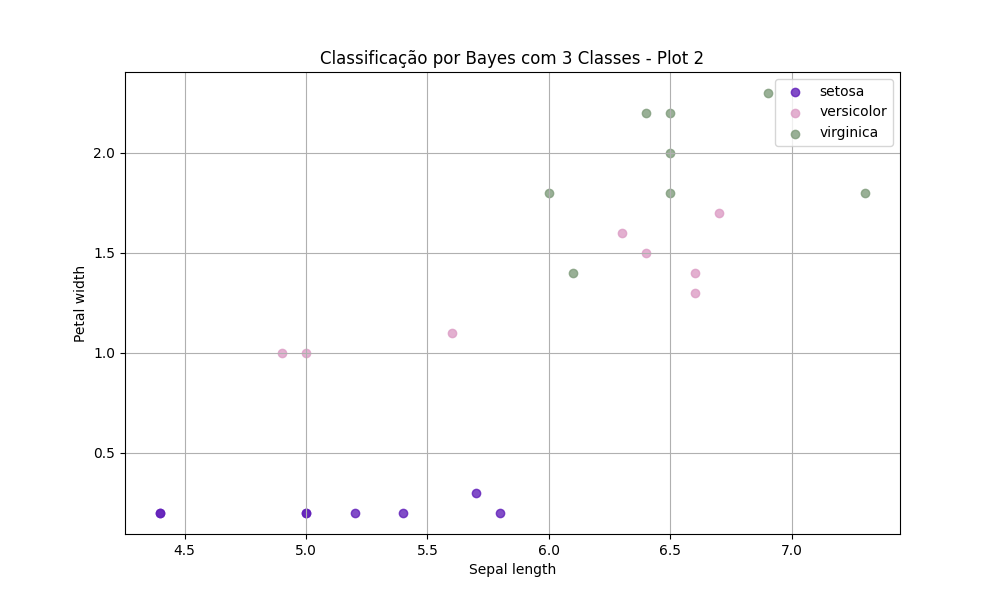 Classificação por Bayes com 3 Classes - Plot 2
setosa
versicolor
virginica
2.0
1.5
1.0
0.5
Petal width
4.5 5.0 5.5 6.0 6.5 7.0
Sepal length